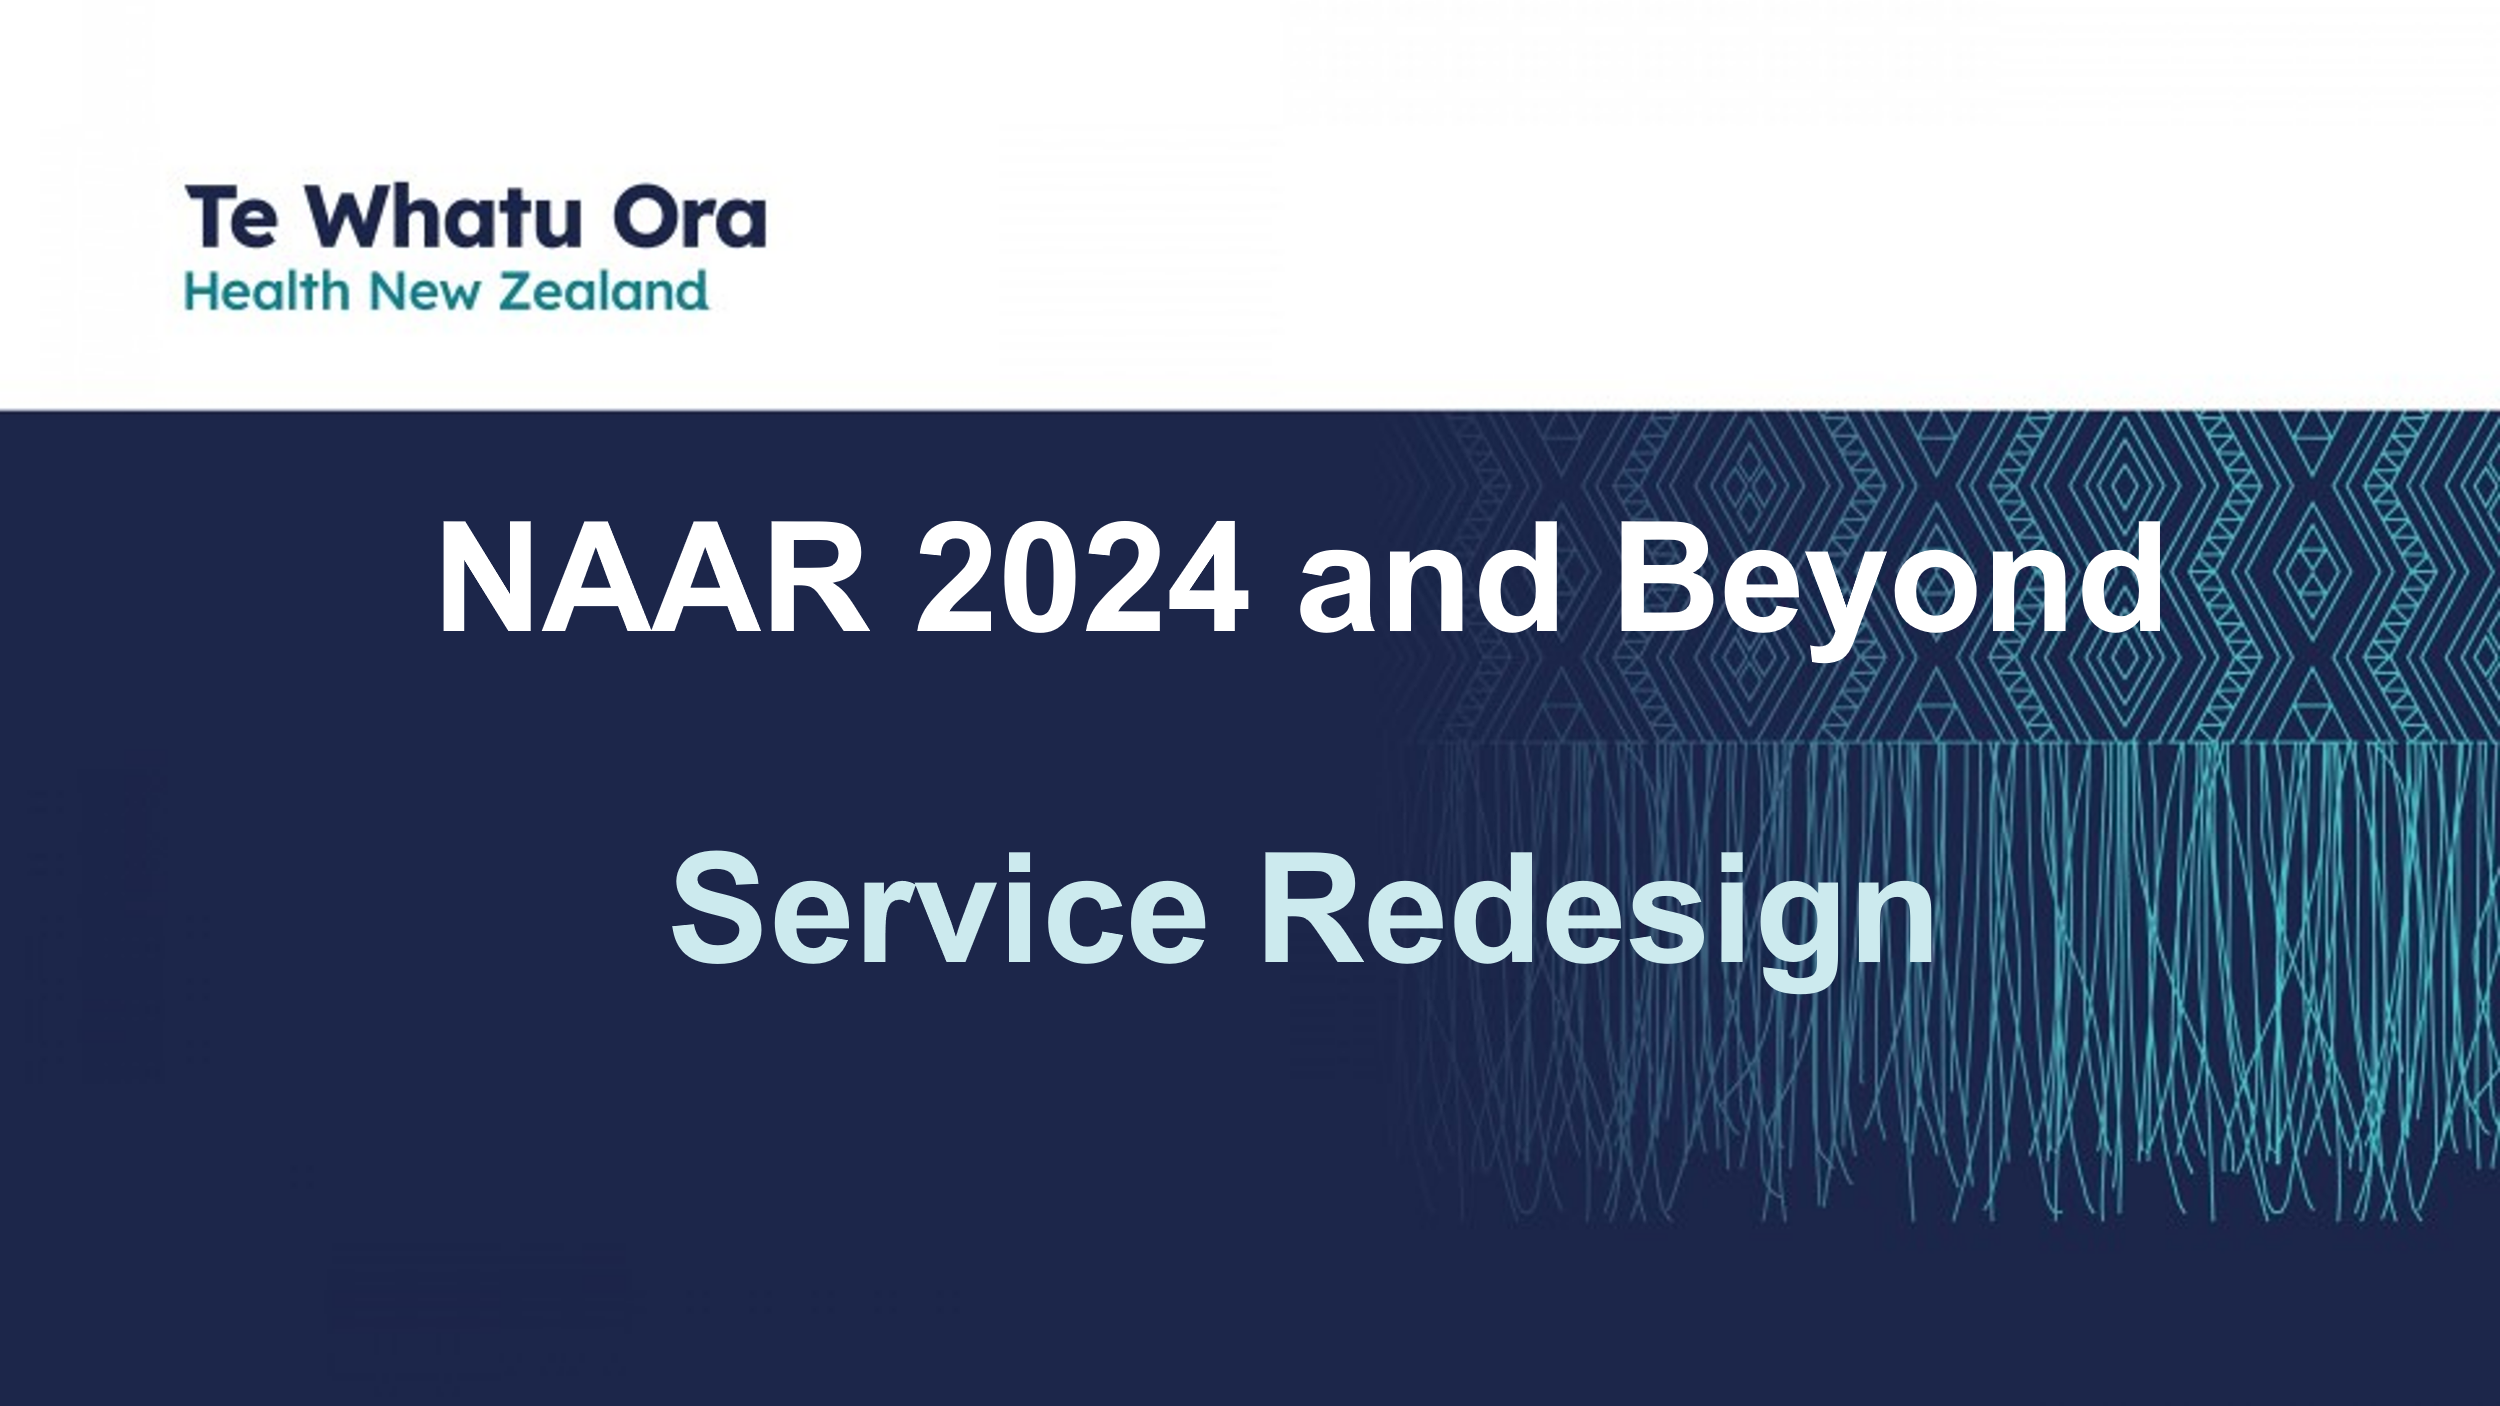 Te Whatu Ora
Health New Zealand
NAAR 2024 and Beyond
Service Redesign